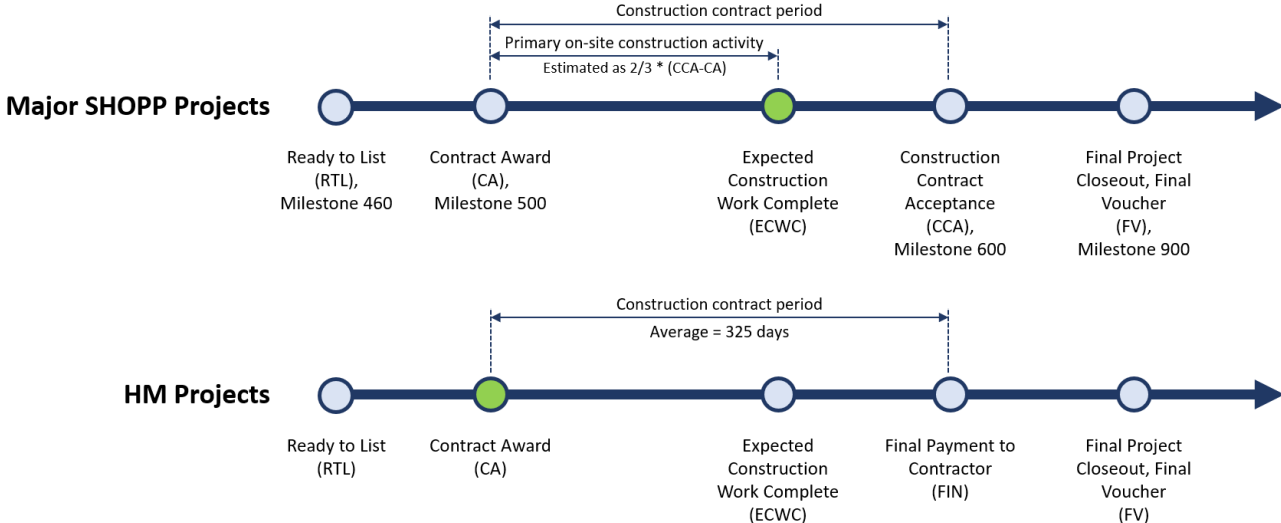 Construction contract period
Primary on-site construction activity
Estimated as 2/3 * (CCA-CA)
Major SHOPP Projects
Ready to List
(RTL),
Milestone 460
Contract Award
(CA),
Milestone 500
Expected
Construction
Work Complete
(ECWC)
Construction
Contract
Acceptance
(CCA),
Milestone 600
Final Project
Closeout, Final
Voucher
(FV),
Milestone 900
Construction contract period
Average = 325 days
HM Projects
Ready to List
(RTL)
Contract Award
(CA)
Expected
Construction
Work Complete
(ECWC)
Final Payment to
Contractor
(FIN)
Final Project
Closeout, Final
Voucher
(FV)